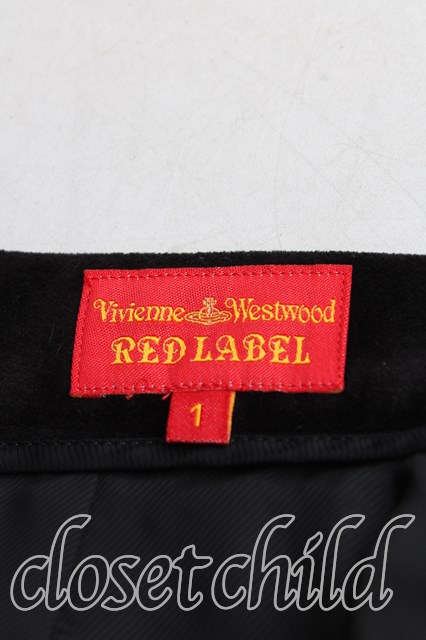 Vivienne Westwood
RED LABEL
1
closet child